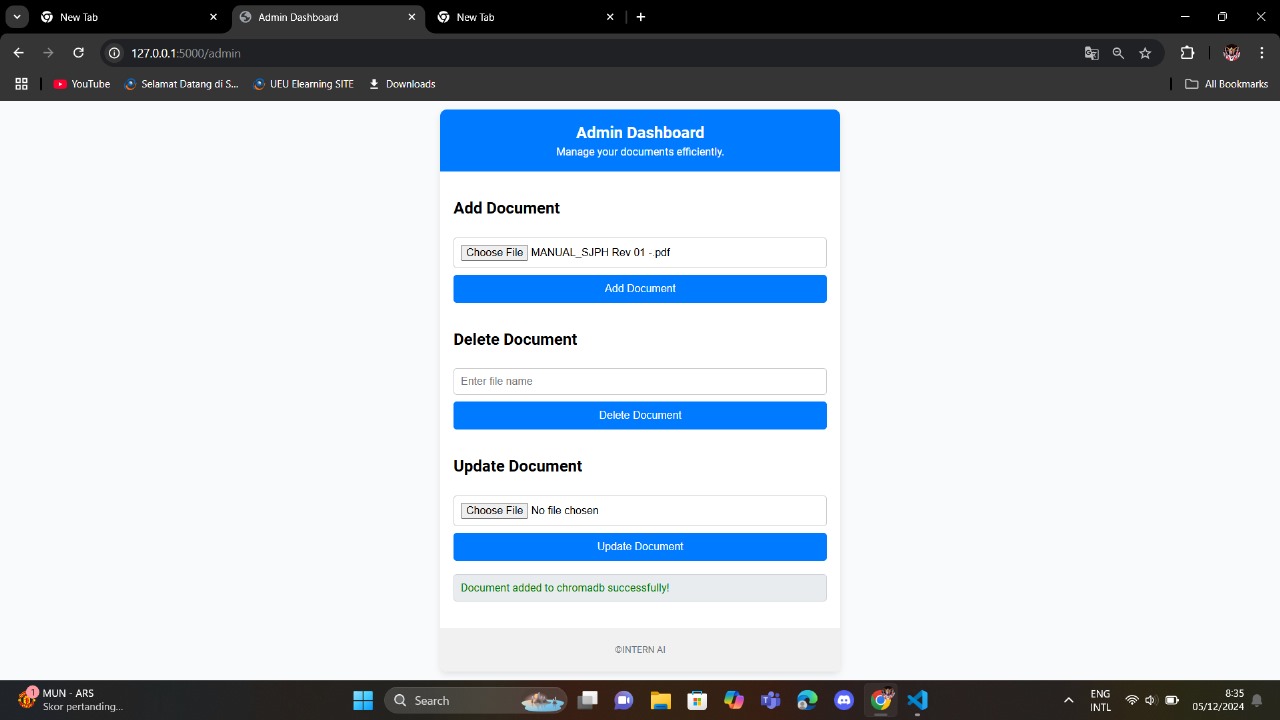 New Tab
Admin Dashboard
New Tab
127.0.0.1:5000/admin
YouTube
Selamat Datang di S...
UEU Elearning SITE
Downloads
All Bookmarks
Admin Dashboard
Manage your documents efficiently.
Add Document
Choose File MANUAL_SJPH Rev 01 -.pdf
Add Document
Delete Document
Enter file name
Delete Document
Update Document
Choose File No file chosen
Update Document
Document added to chromadb successfully!
©INTERN AI
1
MUN - ARS
Skor pertanding...
Search
ENG
INTL
8:35
05/12/2024